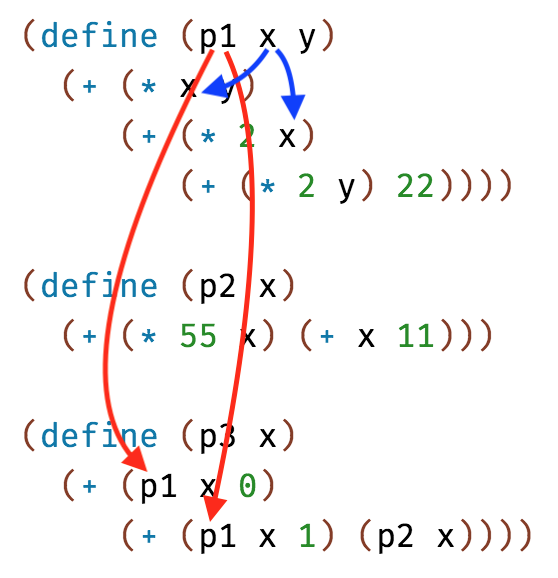 (define (p1 x y)
(+ (* x y)
(+ (* 2 x)
(+ (* 2 y) 22))))
(define (p2 x)
(+ (* 55 x) (+ x 11)))
(define (p3 x)
(+ (p1 x 0)
(+ (p1 x 1) (p2 x))))